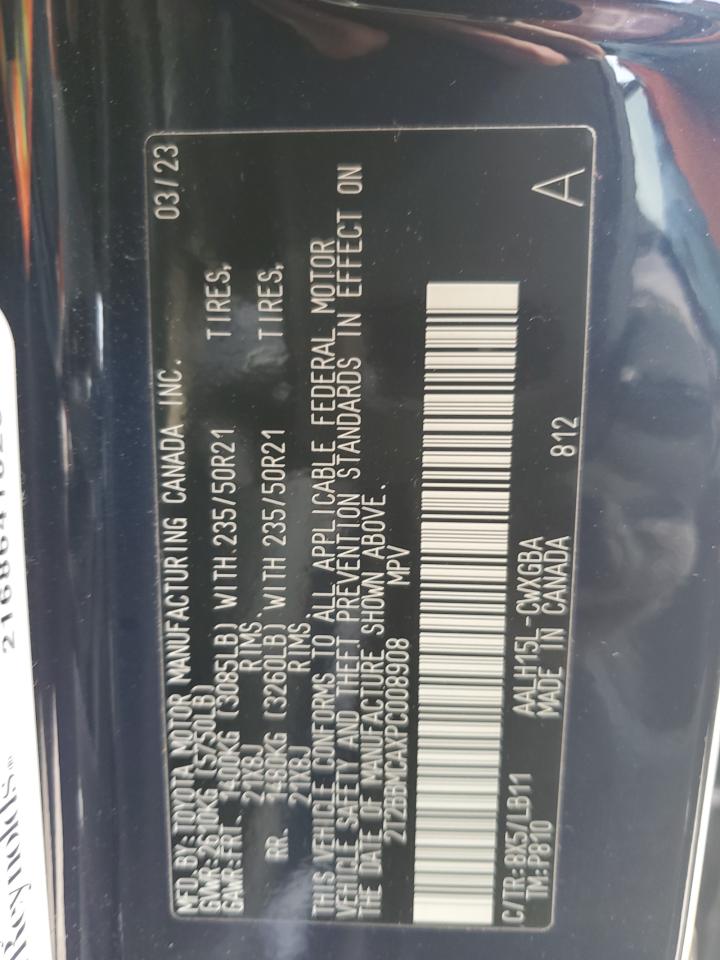 MFD. BY: TOYOTA MOTOR MANUFACTURING CANADA INC. 03/23
GVWR: 2610KG (5750LB)
GAWR: FRT. 1400KG (3085LB) WITH 235/50R21 TIRES,
21X8J RIMS.
RR. 1480KG (3260LB) WITH 235/50R21 TIRES,
21X8J RIMS.
THIS VEHICLE CONFORMS TO ALL APPLICABLE FEDERAL MOTOR
VEHICLE SAFETY AND THEFT PREVENTION STANDARDS IN EFFECT ON
THE DATE OF MANUFACTURE SHOWN ABOVE.
2T2BBMCAXPC008908 MPV
C/TR: 8X5/LB11 AALH15L-CWXGBA 812 A
TM: P810 MADE IN CANADA
Reynolds